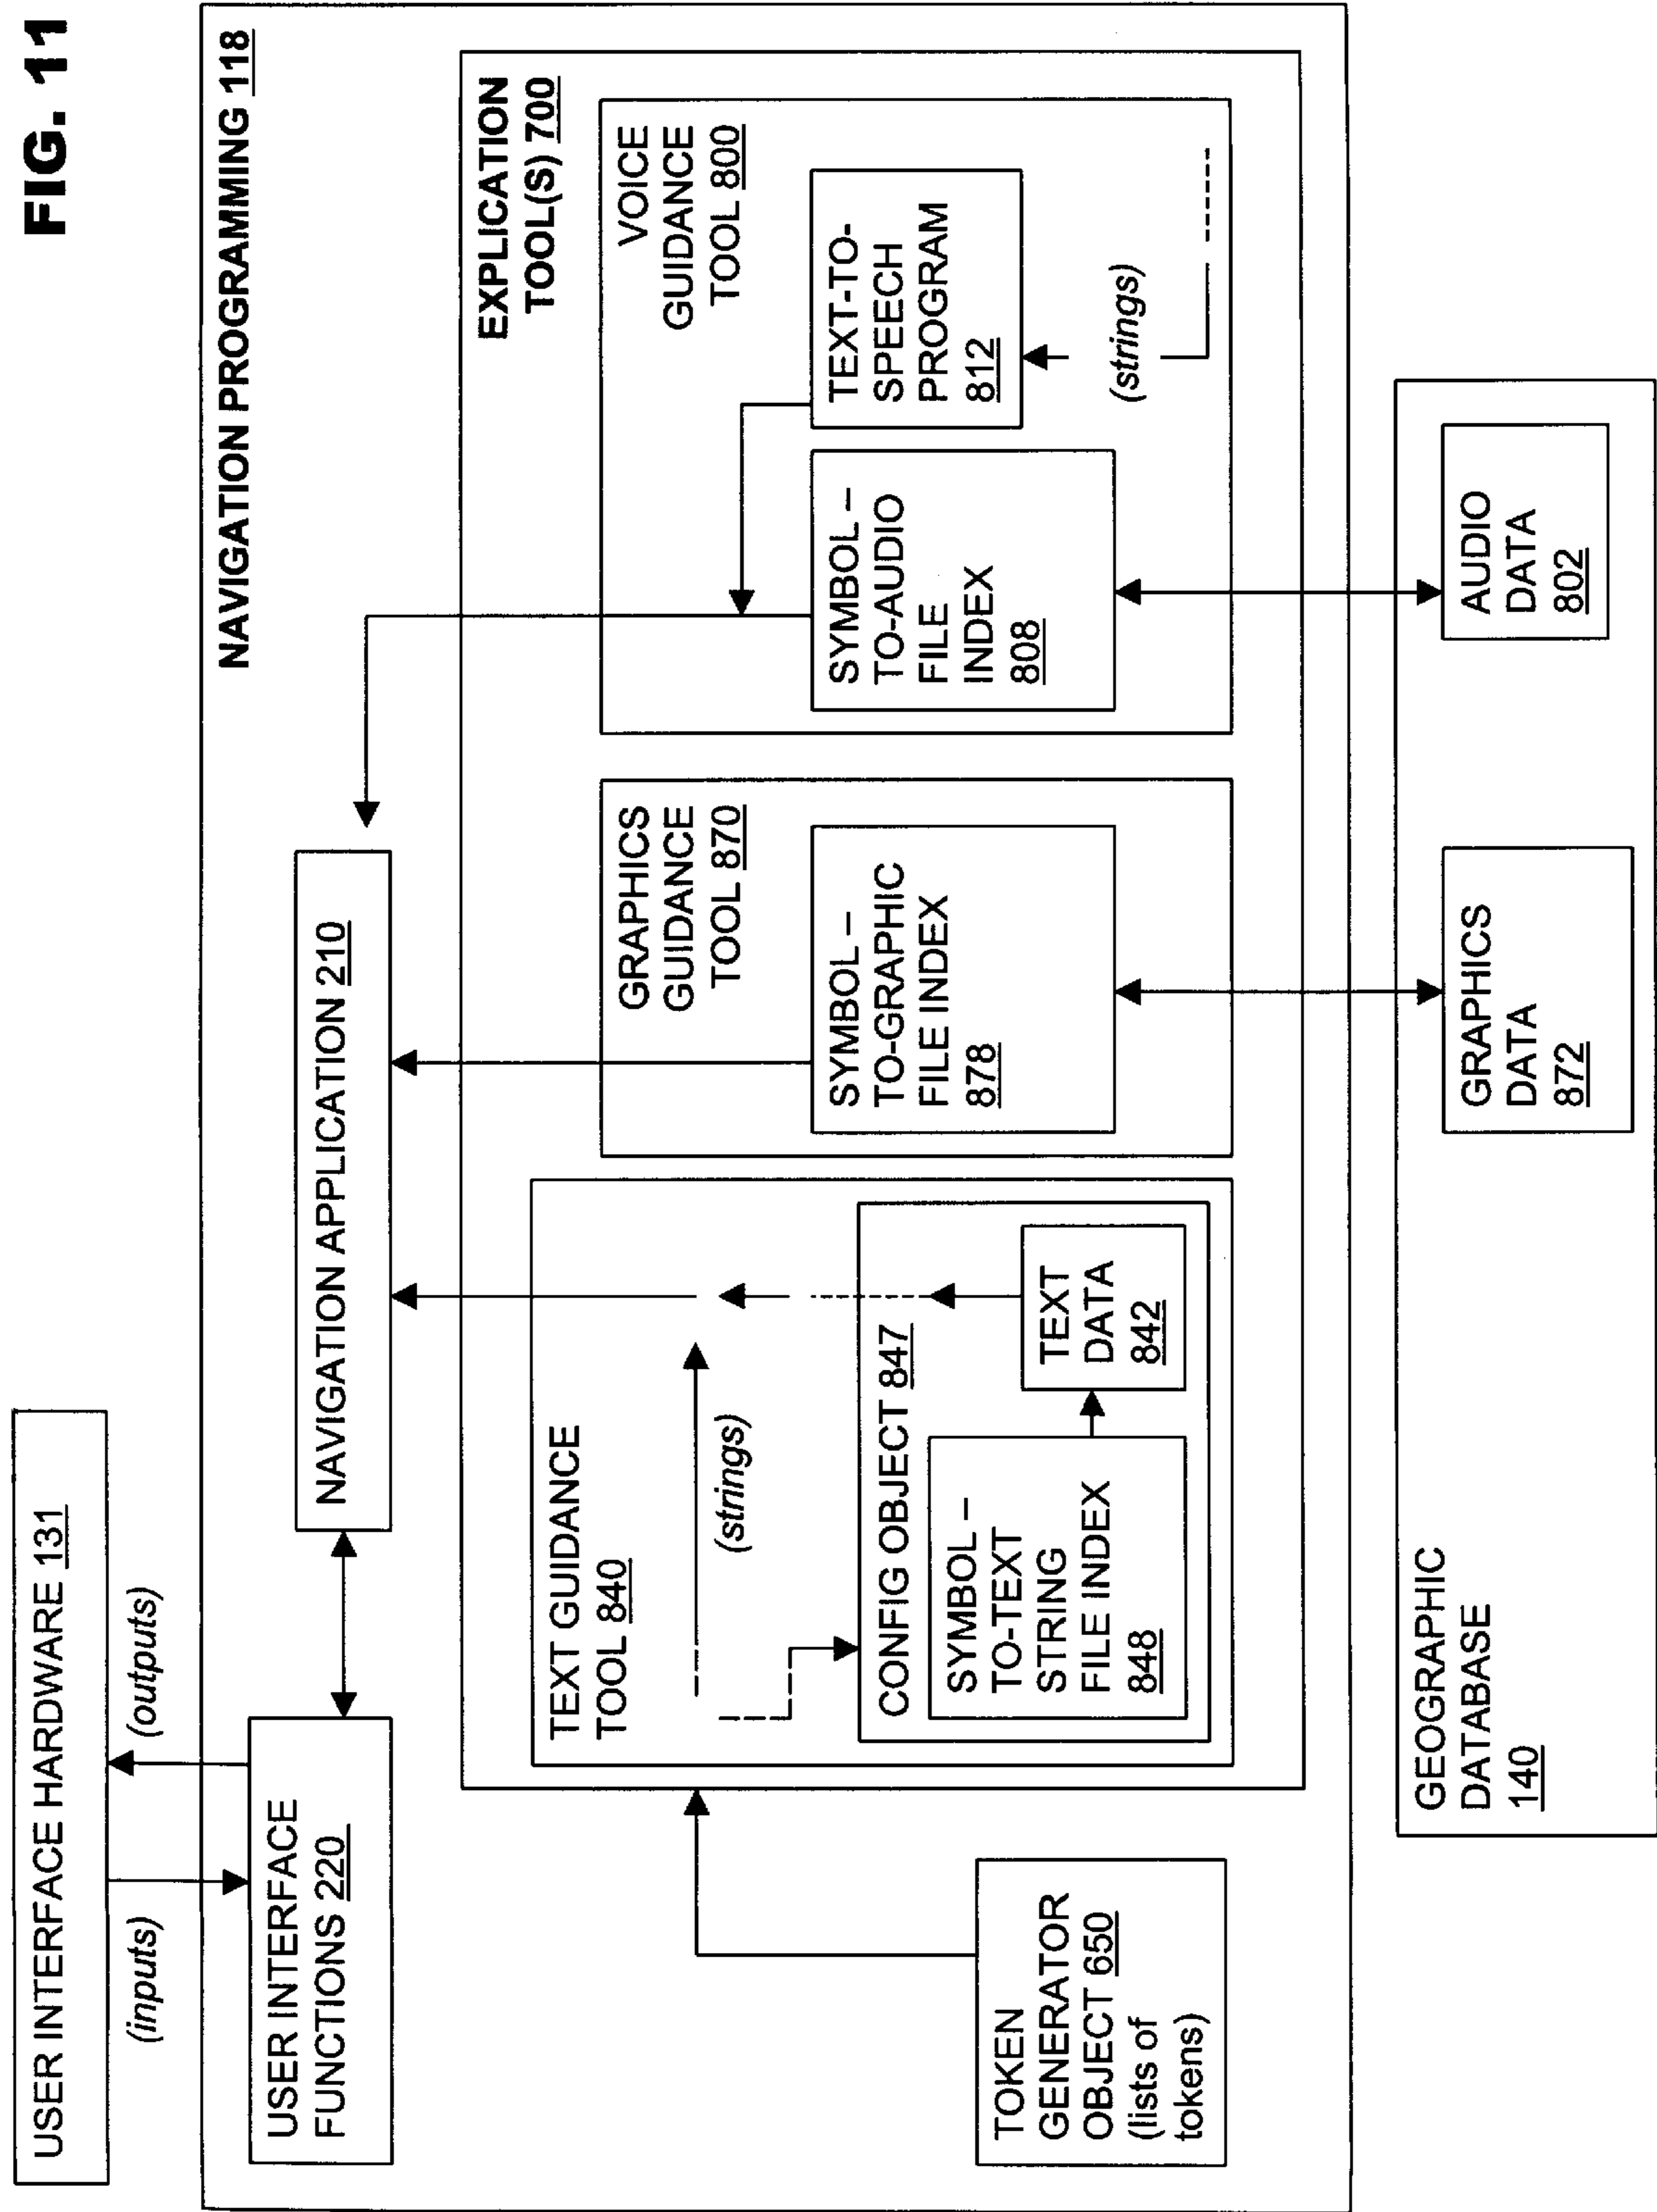 FIG. 11
USER INTERFACE HARDWARE 131
(inputs)
(outputs)
NAVIGATION PROGRAMMING 118
USER INTERFACE
FUNCTIONS 220
NAVIGATION APPLICATION 210
EXPLICATION
TOOL(S) 700
TEXT GUIDANCE
TOOL 840
(strings)
CONFIG OBJECT 847
SYMBOL –
TO-TEXT
STRING
FILE INDEX
848
TEXT
DATA
842
GRAPHICS
GUIDANCE
TOOL 870
SYMBOL –
TO-GRAPHIC
FILE INDEX
878
VOICE
GUIDANCE
TOOL 800
SYMBOL –
TO-AUDIO
FILE
INDEX
808
TEXT-TO-
SPEECH
PROGRAM
812
(strings)
TOKEN
GENERATOR
OBJECT 650
(lists of
tokens)
GEOGRAPHIC
DATABASE
140
GRAPHICS
DATA
872
AUDIO
DATA
802